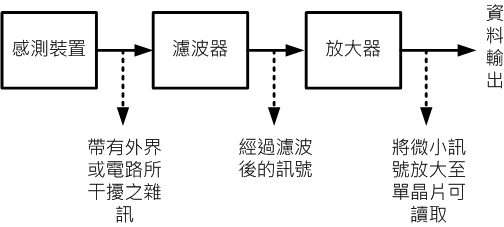 感測裝置
濾波器
放大器
資
料
輸
出
帶有外界
或電路所
干擾之雜
訊
經過濾波
後的訊號
將微小訊
號放大至
單晶片可
讀取